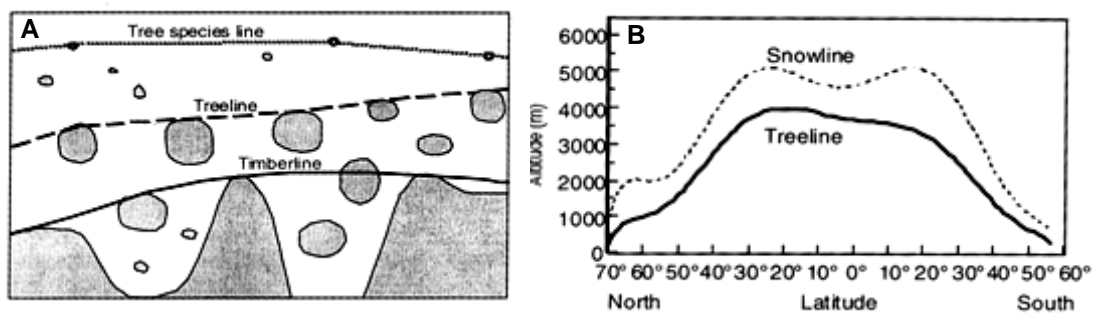 A
Tree species line
Treeline
Timberline
B
6000
5000
4000
3000
2000
1000
0
Altitude (m)
Snowline
Treeline
70° 60° 50° 40° 30° 20° 10° 0° 10° 20° 30° 40° 50° 60°
North Latitude South